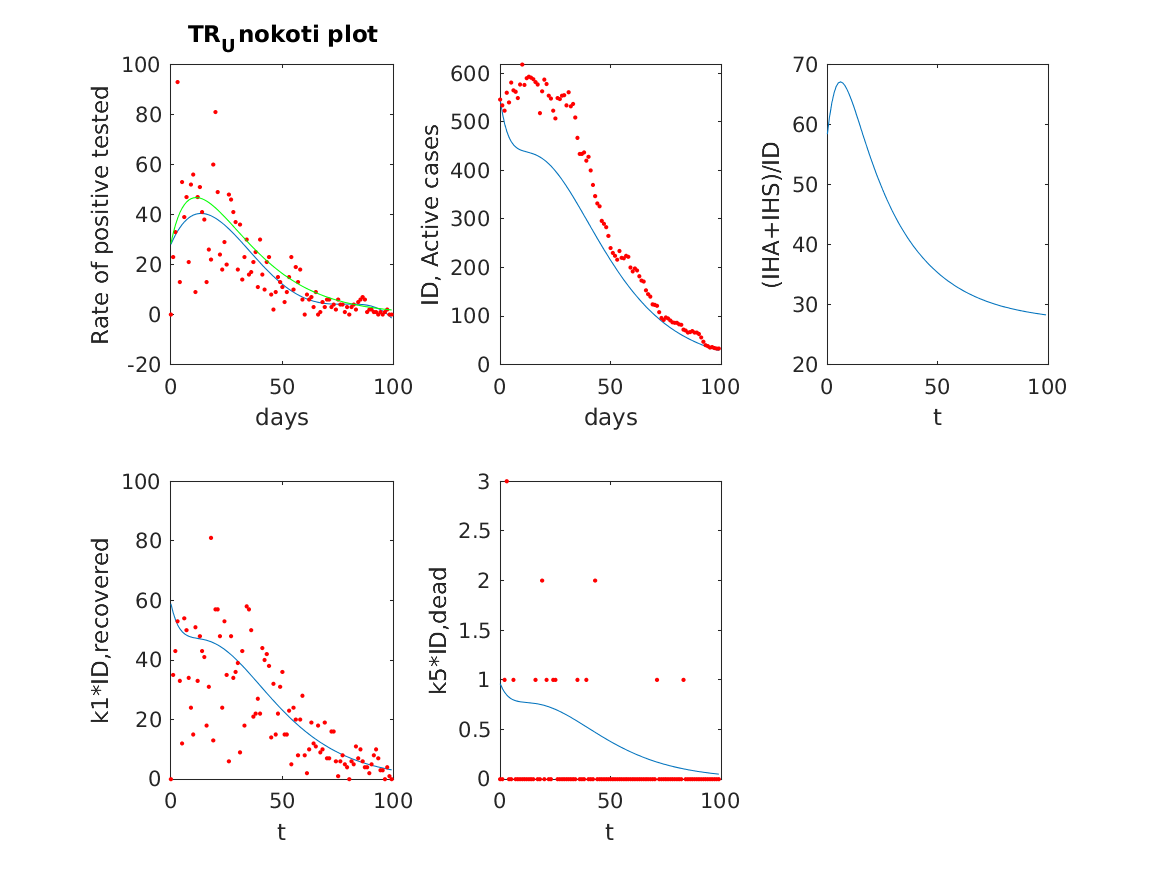 TR_U nokoti plot
Rate of positive tested
100
80
60
40
20
0
-20
0 50 100
days
ID, Active cases
600
500
400
300
200
100
0
0 50 100
days
(IHA+IHS)/ID
70
60
50
40
30
20
0 50 100
t
k1*ID,recovered
100
80
60
40
20
0
0 50 100
t
k5*ID,dead
3
2.5
2
1.5
1
0.5
0
0 50 100
t